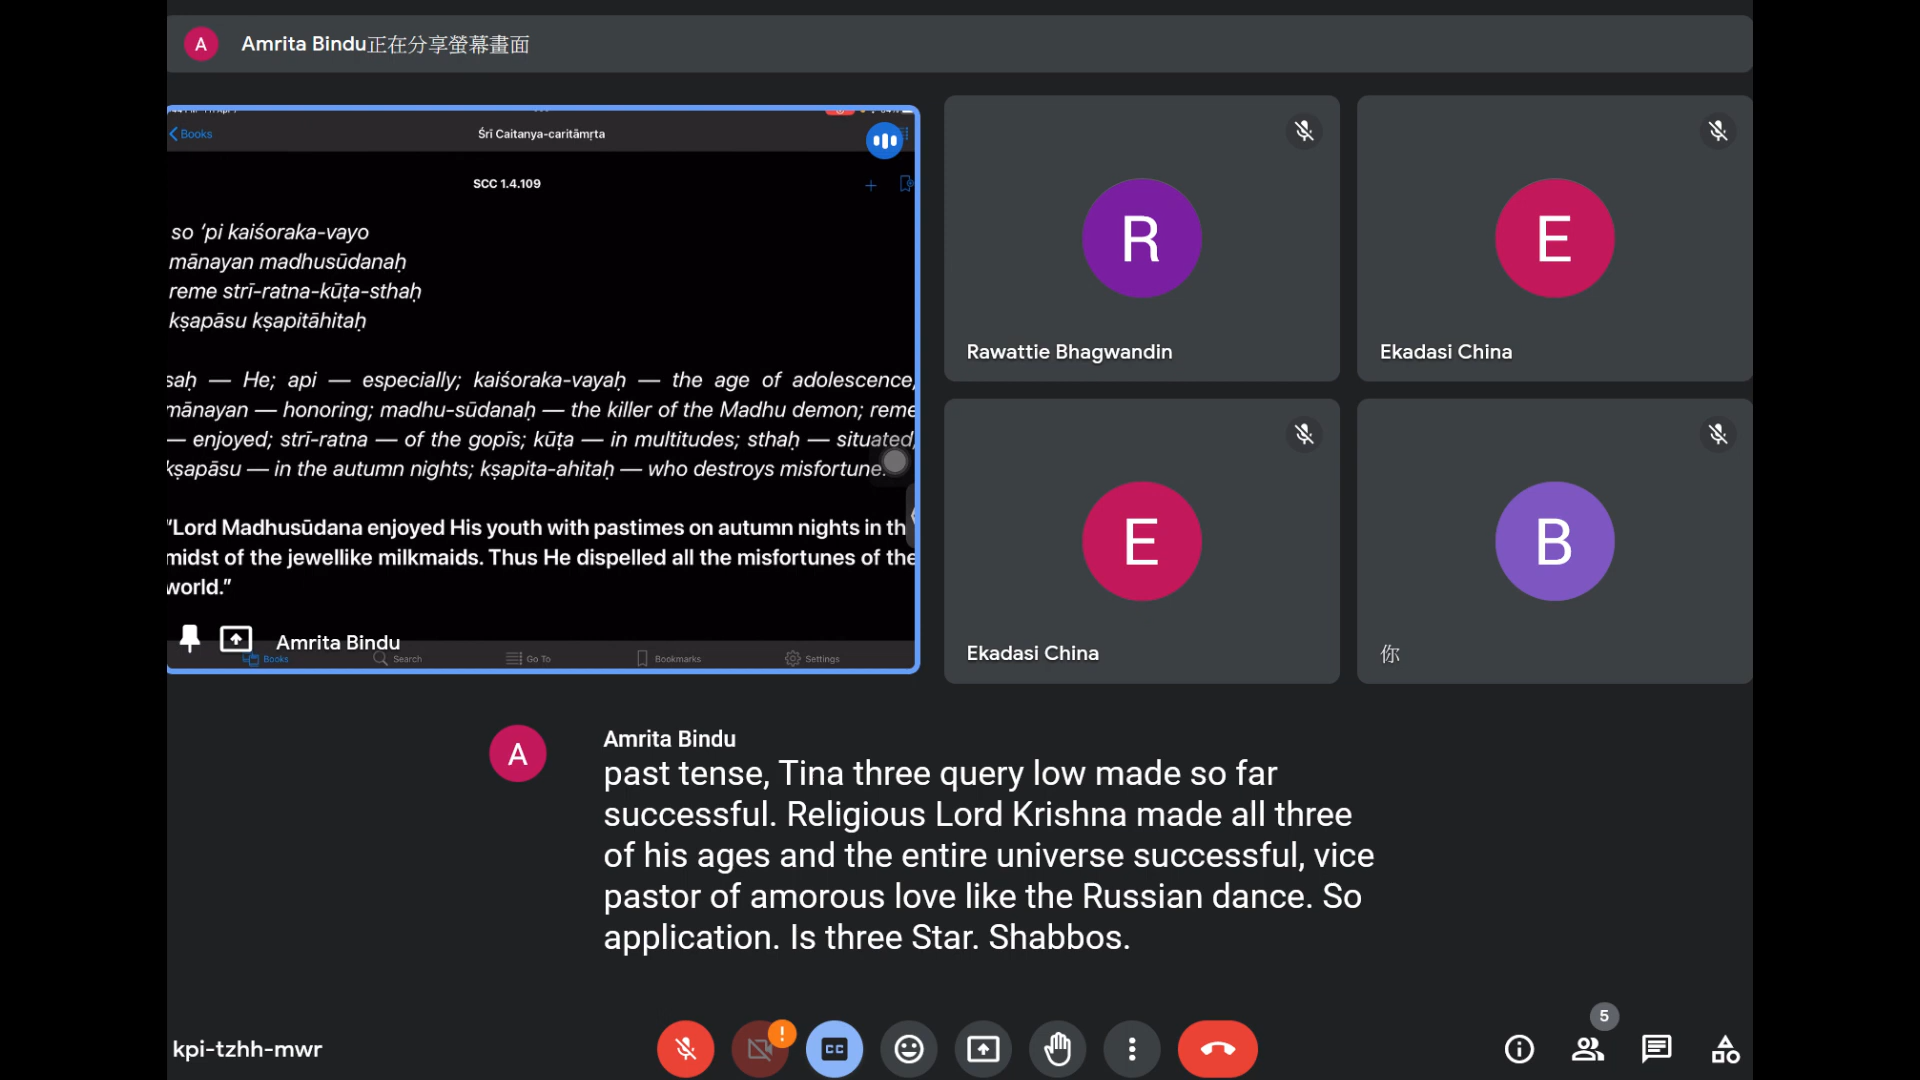 A Amrita Bindu正在分享螢幕畫面
Books
Śrī Caitanya-caritāmṛta
SCC 1.4.109
so ’pi kaiśoraka-vayo
mānayan madhusūdanaḥ
reme strī-ratna-kūṭa-sthaḥ
kṣapāsu kṣapitāhitaḥ
saḥ — He; api — especially; kaiśoraka-vayaḥ — the age of adolescence;
mānayan — honoring; madhu-sūdanaḥ — the killer of the Madhu demon; reme
— enjoyed; strī-ratna — of the gopīs; kūṭa — in multitudes; sthaḥ — situated;
kṣapāsu — in the autumn nights; kṣapita-ahitaḥ — who destroys misfortune.
“Lord Madhusūdana enjoyed His youth with pastimes on autumn nights in th
midst of the jewellike milkmaids. Thus He dispelled all the misfortunes of the
world.”
Amrita Bindu
Books Search Go To Bookmarks Settings
R
Rawattie Bhagwandin
E
Ekadasi China
E
Ekadasi China
B
你
A
Amrita Bindu
past tense, Tina three query low made so far
successful. Religious Lord Krishna made all three
of his ages and the entire universe successful, vice
pastor of amorous love like the Russian dance. So
application. Is three Star. Shabbos.
kpi-tzhh-mwr
CC
5